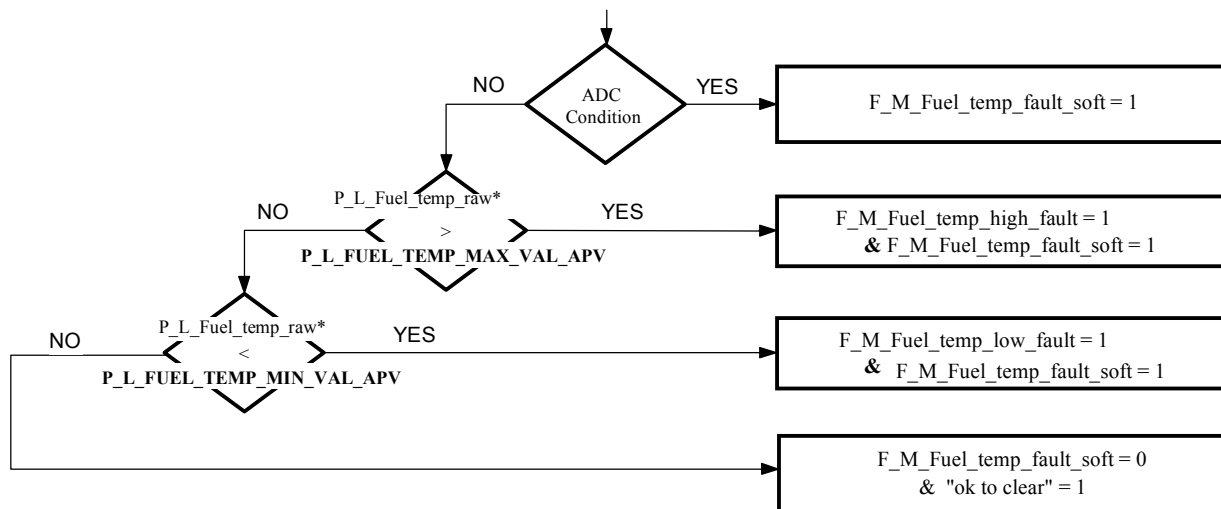 NO
ADC
Condition
YES
F_M_Fuel_temp_fault_soft = 1
NO
P_L_Fuel_temp_raw*
>
P_L_FUEL_TEMP_MAX_VAL_APV
YES
F_M_Fuel_temp_high_fault = 1
& F_M_Fuel_temp_fault_soft = 1
NO
P_L_Fuel_temp_raw*
<
P_L_FUEL_TEMP_MIN_VAL_APV
YES
F_M_Fuel_temp_low_fault = 1
& F_M_Fuel_temp_fault_soft = 1
F_M_Fuel_temp_fault_soft = 0
& "ok to clear" = 1